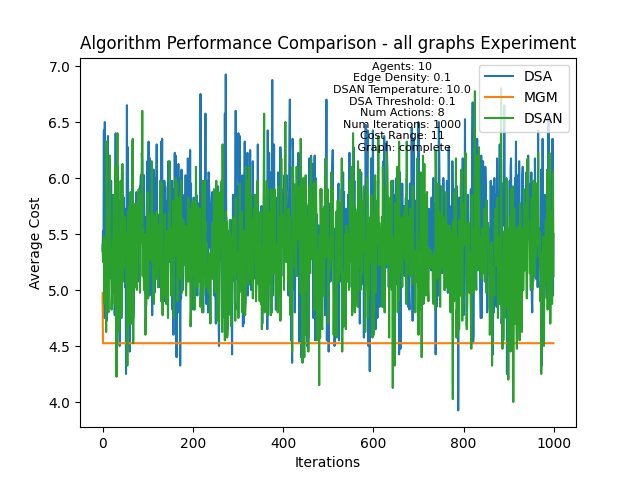 Algorithm Performance Comparison - all graphs Experiment
Agents: 10
Edge Density: 0.1
DSAN Temperature: 10.0
DSA Threshold: 0.1
Num Actions: 8
Num Iterations: 1000
Cost Range: 11
Graph: complete
DSA
MGM
DSAN
7.0
6.5
6.0
5.5
5.0
4.5
4.0
Average Cost
0
200
400
600
800
1000
Iterations